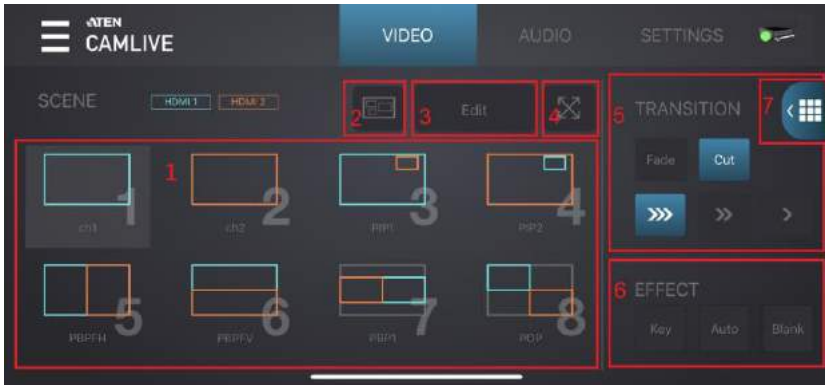 ATEN
CAMLIVE
VIDEO
AUDIO
SETTINGS
SCENE
HDMI 1
HDMI 2
2
3
Edit
4
5
TRANSITION
7
Fade
Cut
1
1
ch1
2
ch2
3
PIP1
4
PIP2
5
PBPFH
6
PBPFV
7
PBP1
8
POP
6
EFFECT
Key
Auto
Blank